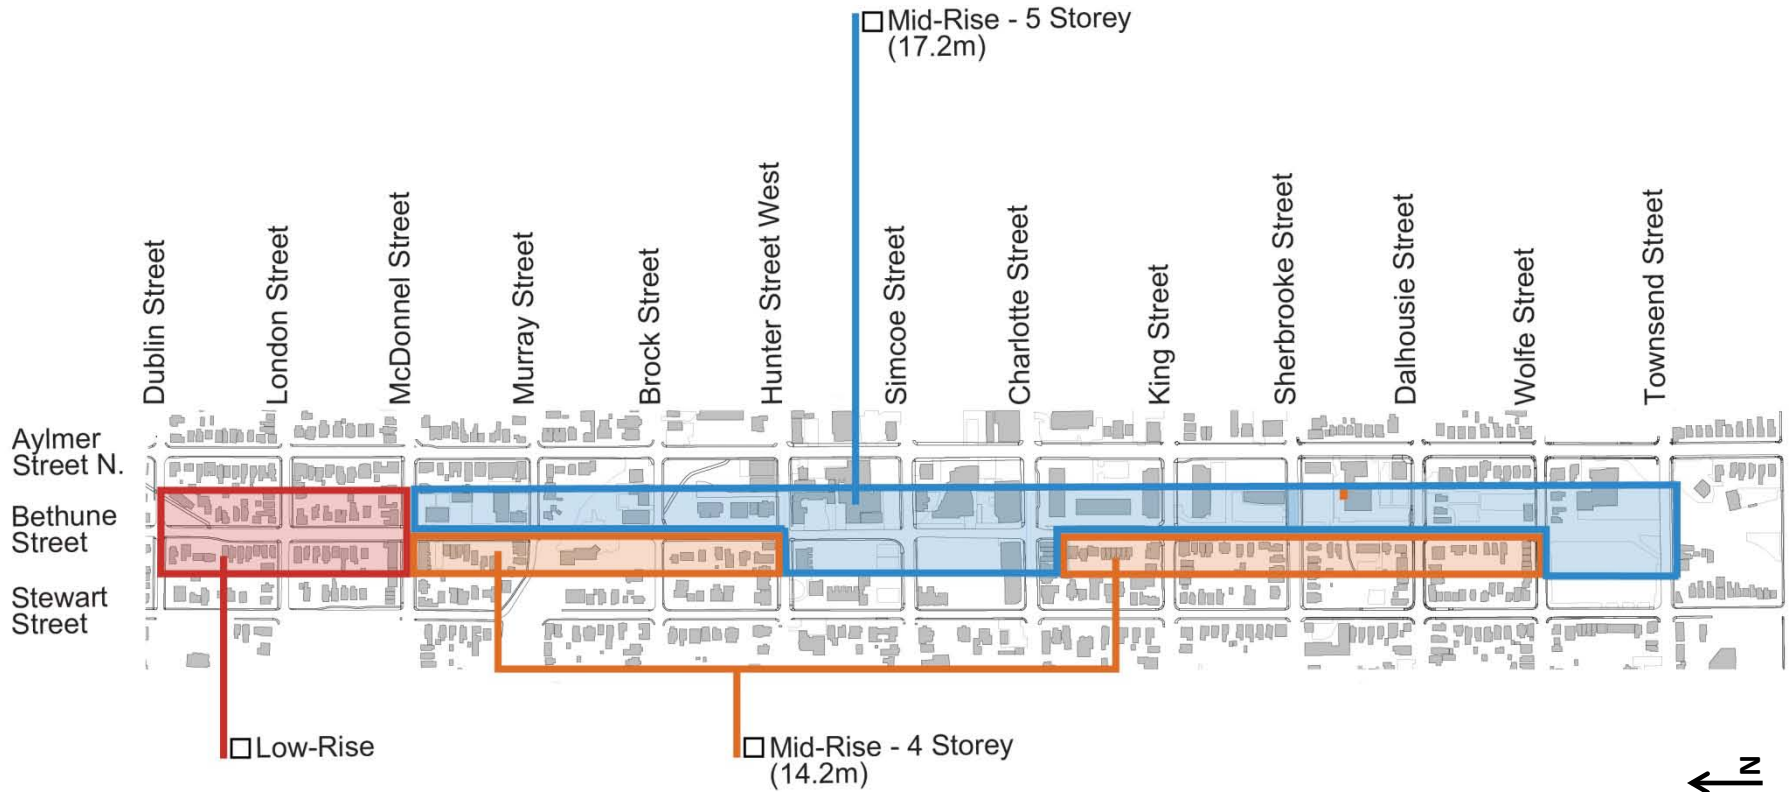 Mid-Rise - 5 Storey
(17.2m)
Dublin Street
London Street
McDonnel Street
Murray Street
Brock Street
Hunter Street West
Simcoe Street
Charlotte Street
King Street
Sherbrooke Street
Dalhousie Street
Wolfe Street
Townsend Street
Aylmer
Street N.
Bethune
Street
Stewart
Street
Low-Rise
Mid-Rise - 4 Storey
(14.2m)
N